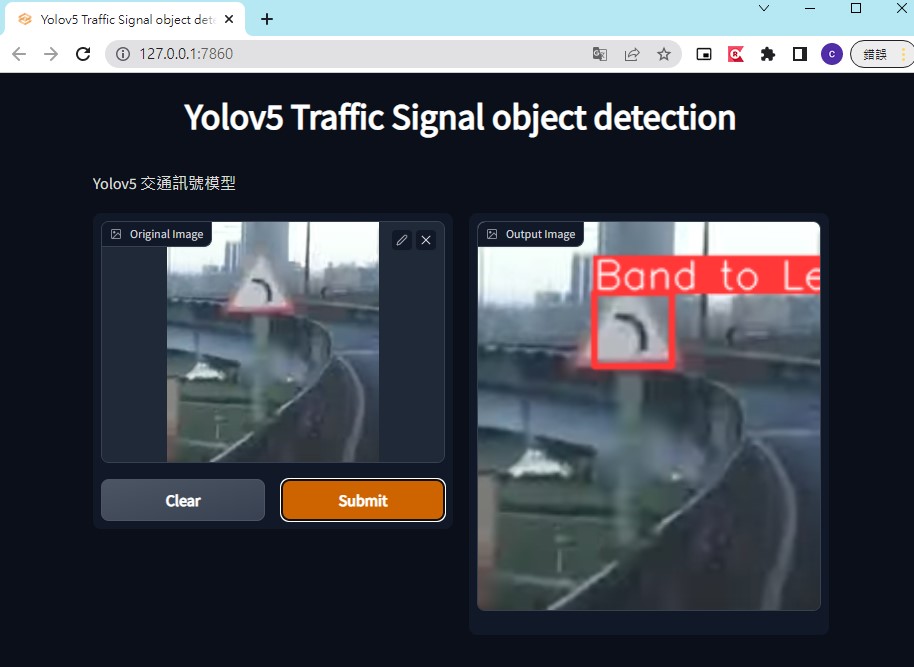 Yolov5 Traffic Signal object det
127.0.0.1:7860
C
錯誤
Yolov5 Traffic Signal object detection
Yolov5 交通訊號模型
Original Image
Output Image
Band to Le
Clear
Submit